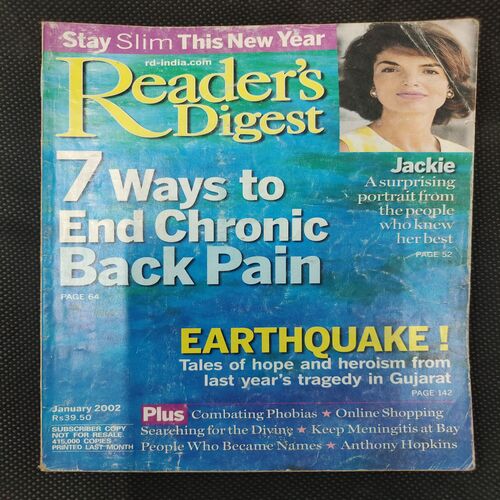 Stay Slim This New Year
rd-india.com
Reader's
Digest
Jackie
A surprising
portrait from
the people
who knew
her best
PAGE 52
7 Ways to
End Chronic
Back Pain
PAGE 64
EARTHQUAKE!
Tales of hope and heroism from
last year's tragedy in Gujarat
PAGE 142
January 2002
Rs39.50
SUBSCRIBER COPY
NOT FOR RESALE.
415,000 COPIES
PRINTED LAST MONTH
Plus Combating Phobias ★ Online Shopping
Searching for the Divine ★ Keep Meningitis at Bay
People Who Became Names ★ Anthony Hopkins